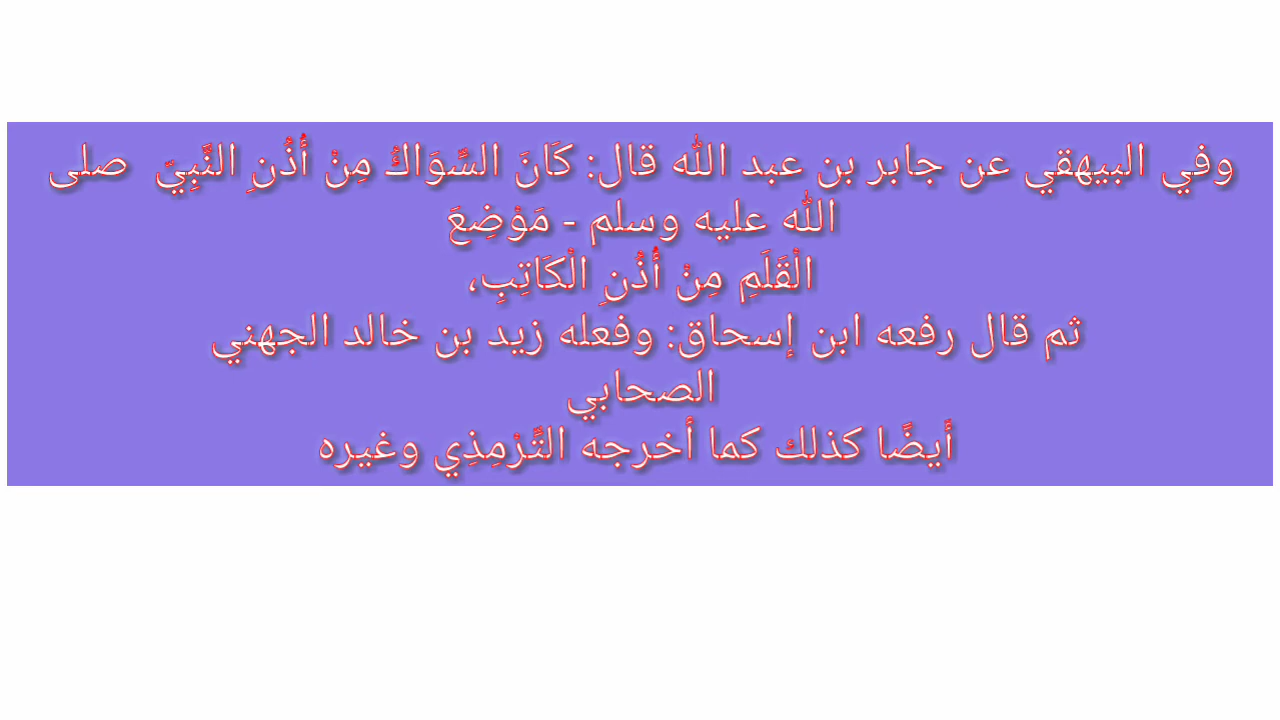 وفي البيهقي عن جابر بن عبد الله قال: كَانَ السَّوَاكُ مِنْ أُذُنِ النَّبِيّ صلى
الله عليه وسلم - مَوْضِعَ
الْقَلَمِ مِنْ أُذُنِ الْكَاتِبِ،
ثم قال رفعه ابن إسحاق: وفعله زيد بن خالد الجهني
الصحابي
أَيضًا كذلك كما أخرجه التَّرْمِذِي وغيره